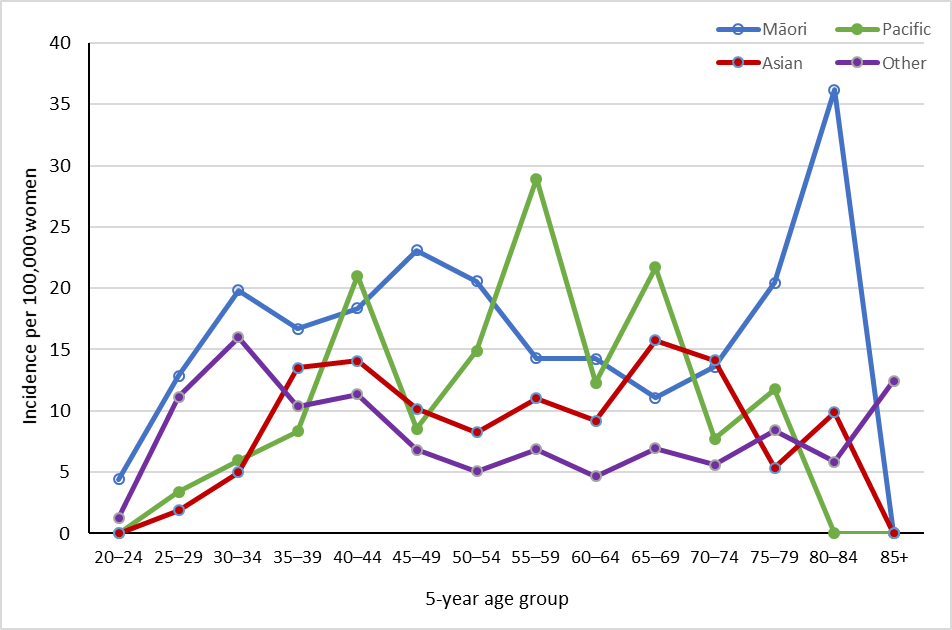 Māori Pacific
Asian Other
40
35
30
25
20
15
10
5
0
Incidence per 100,000 women
20–24 25–29 30–34 35–39 40–44 45–49 50–54 55–59 60–64 65–69 70–74 75–79 80–84 85+
5-year age group